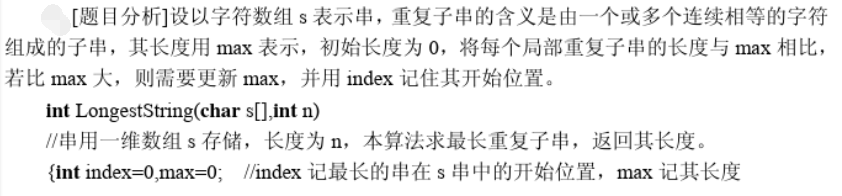 [题目分析]设以字符数组 s 表示串，重复子串的含义是由一个或多个连续相等的字符
组成的子串，其长度用 max 表示，初始长度为 0，将每个局部重复子串的长度与 max 相比，
若比 max 大，则需要更新 max，并用 index 记住其开始位置。
int LongestString(char s[],int n)
//串用一维数组 s 存储，长度为 n，本算法求最长重复子串，返回其长度。
{int index=0,max=0; //index 记最长的串在 s 串中的开始位置，max 记其长度